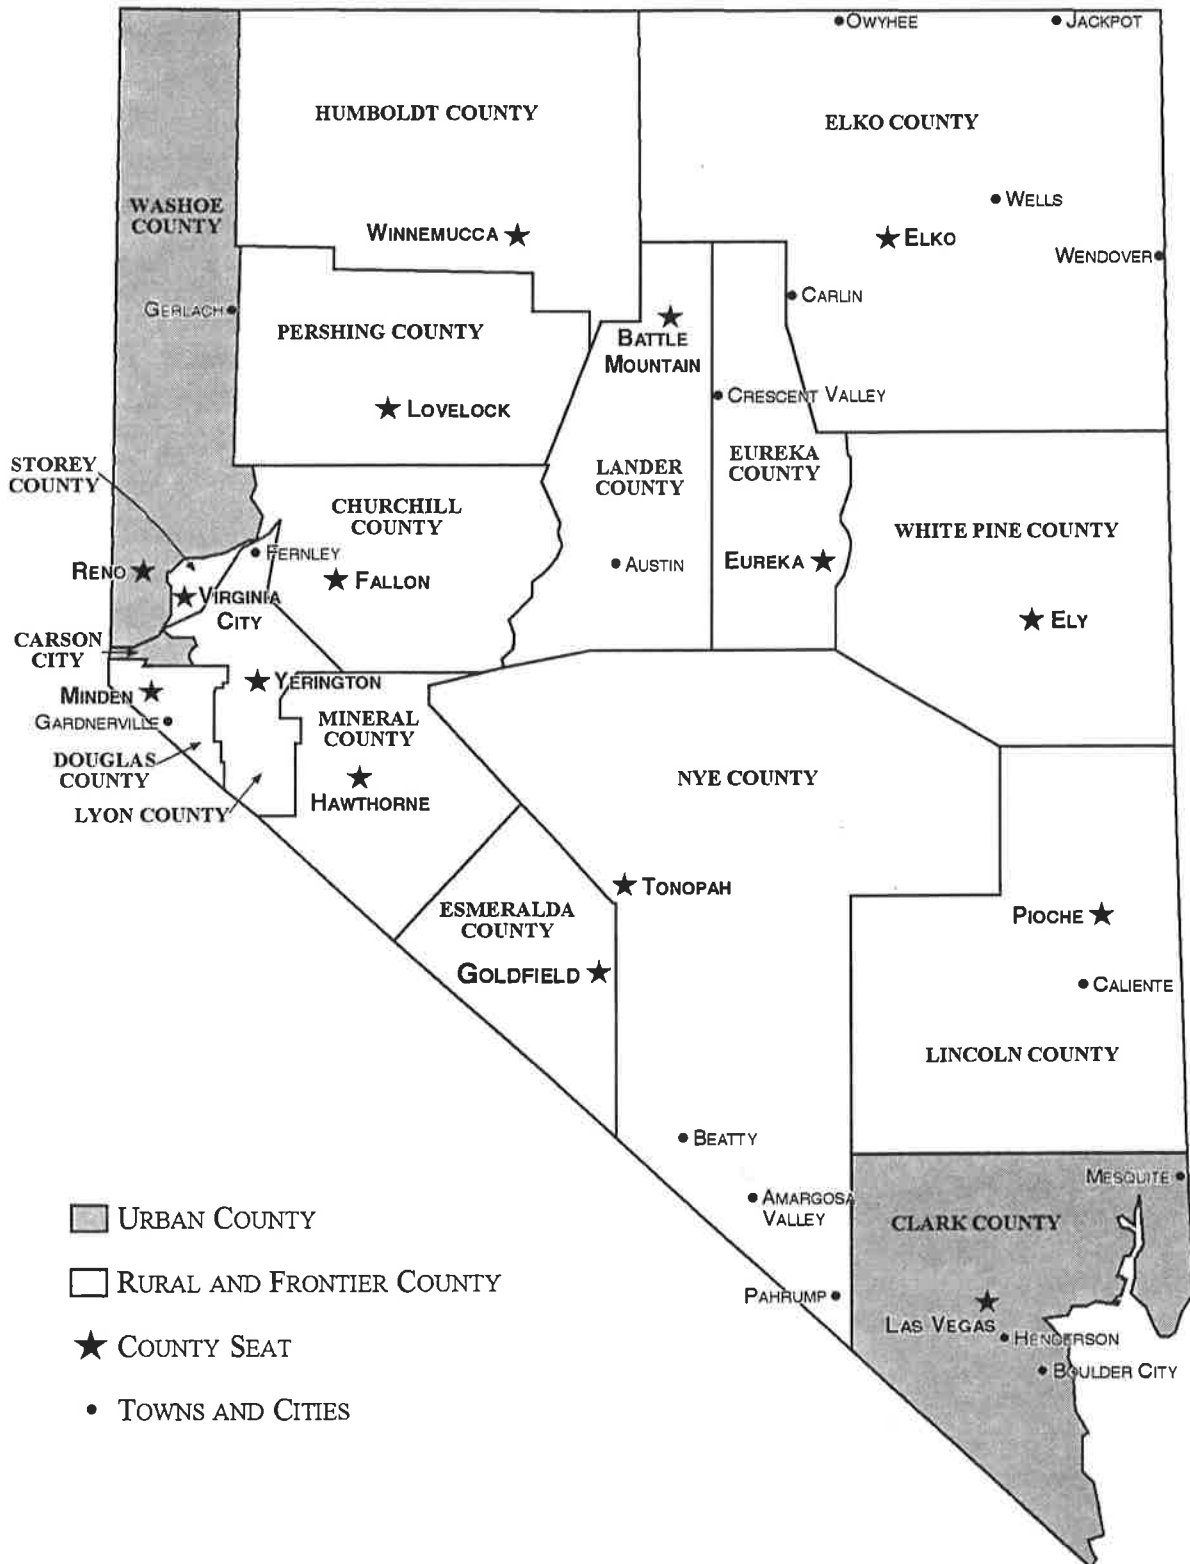 OWYHEE
JACKPOT
HUMBOLDT COUNTY
ELKO COUNTY
WASHOE
COUNTY
WELLS
WINNEMUCCA
ELKO
WENDOVER
GERLACH
CARLIN
PERSHING COUNTY
BATTLE
MOUNTAIN
CRESCENT VALLEY
LOVELOCK
STOREY
COUNTY
LANDER
COUNTY
EUREKA
COUNTY
CHURCHILL
COUNTY
WHITE PINE COUNTY
FERNLEY
RENO
FALLON
AUSTIN
EUREKA
VIRGINIA
CITY
ELY
CARSON
CITY
MINDEN
YERINGTON
GARDNERVILLE
MINERAL
COUNTY
DOUGLAS
COUNTY
NYE COUNTY
HAWTHORNE
LYON COUNTY
TONOPAH
ESMERALDA
COUNTY
PIOCHE
GOLDFIELD
CALIENTE
LINCOLN COUNTY
BEATTY
MESQUITE
AMARGOSA
VALLEY
CLARK COUNTY
URBAN COUNTY
RURAL AND FRONTIER COUNTY
PAHRUMP
LAS VEGAS
HENDERSON
COUNTY SEAT
BOULDER CITY
TOWNS AND CITIES